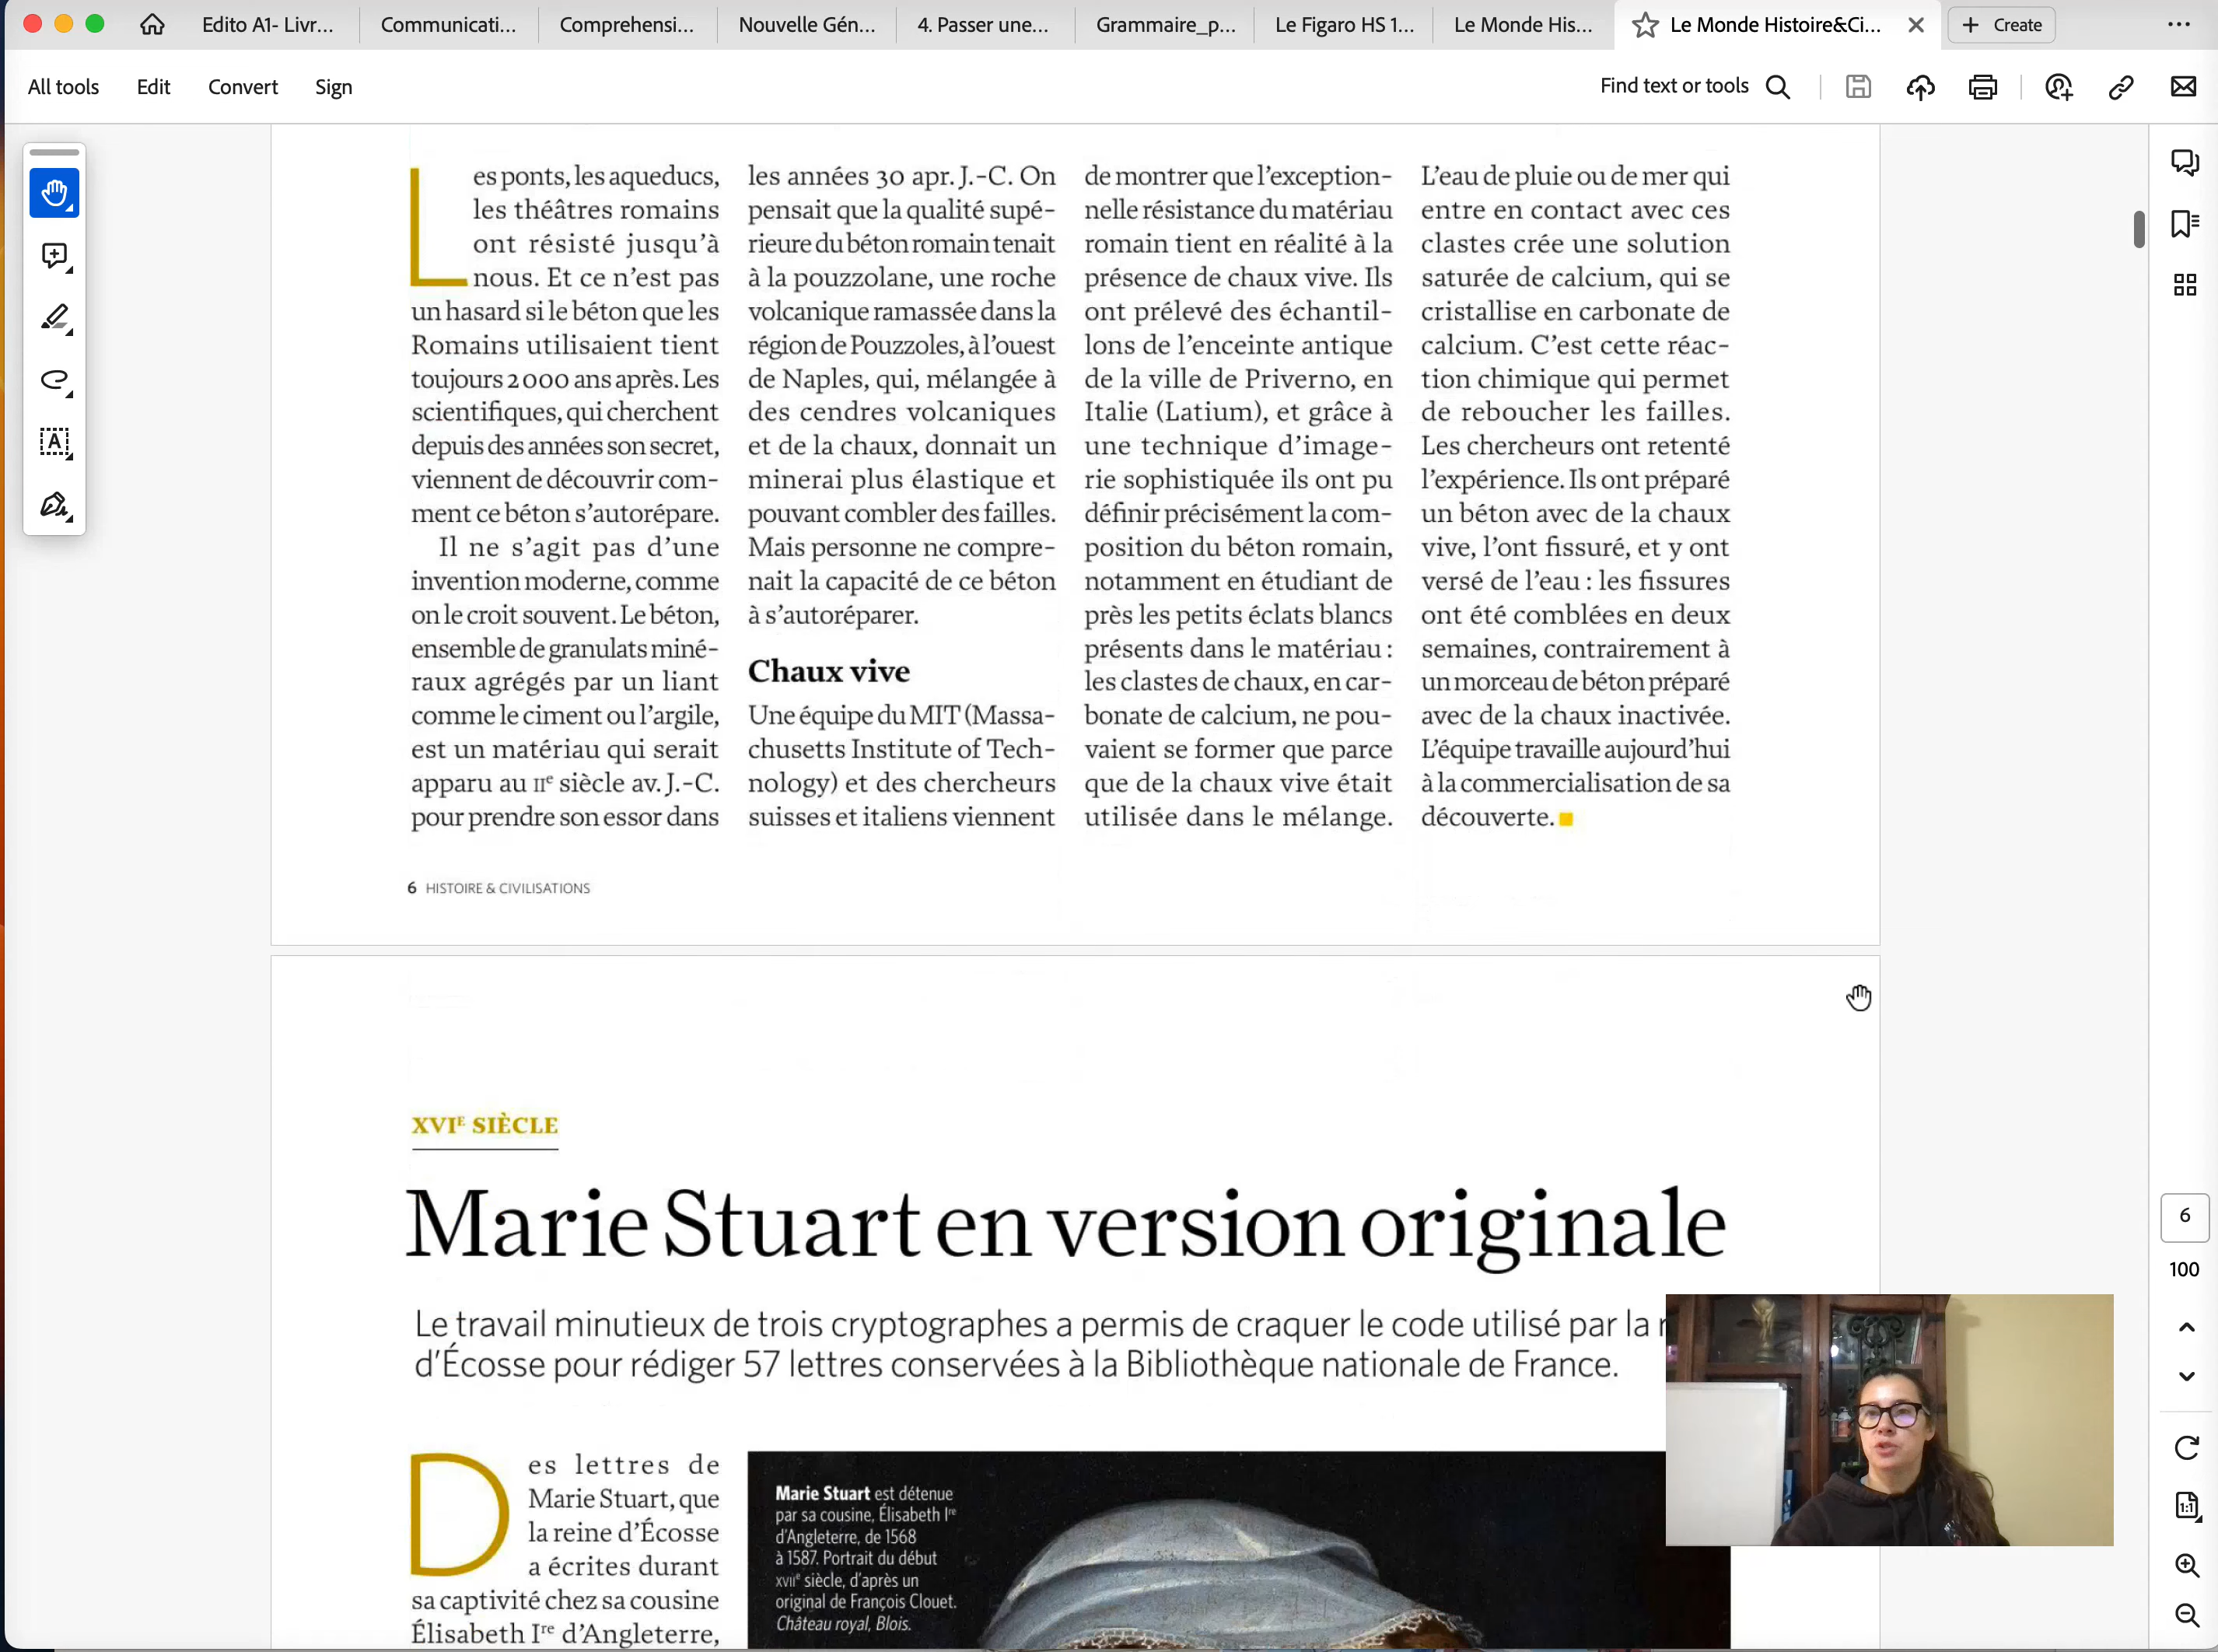 Edito A1- Livr...
Communicati...
Comprehensi...
Nouvelle Gén...
4. Passer une...
Grammaire_p...
Le Figaro HS 1...
Le Monde His...
Le Monde Histoire&Ci...
Create
All tools
Edit
Convert
Sign
Find text or tools
Les ponts, les aqueducs,
les théâtres romains
ont résisté jusqu’à
nous. Et ce n’est pas
un hasard si le béton que les
Romains utilisaient tient
toujours 2 000 ans après. Les
scientifiques, qui cherchent
depuis des années son secret,
viennent de découvrir com-
ment ce béton s’autorépare.
Il ne s’agit pas d’une
invention moderne, comme
on le croit souvent. Le béton,
ensemble de granulats miné-
raux agrégés par un liant
comme le ciment ou l’argile,
est un matériau qui serait
apparu au IIe siècle av. J.-C.
pour prendre son essor dans
les années 30 apr. J.-C. On
pensait que la qualité supé-
rieure du béton romain tenait
à la pouzzolane, une roche
volcanique ramassée dans la
région de Pouzzoles, à l’ouest
de Naples, qui, mélangée à
des cendres volcaniques
et de la chaux, donnait un
minerai plus élastique et
pouvant combler des failles.
Mais personne ne compre-
nait la capacité de ce béton
à s’autoréparer.
Chaux vive
Une équipe du MIT (Massa-
chusetts Institute of Tech-
nology) et des chercheurs
suisses et italiens viennent
de montrer que l’exception-
nelle résistance du matériau
romain tient en réalité à la
présence de chaux vive. Ils
ont prélevé des échantil-
lons de l’enceinte antique
de la ville de Priverno, en
Italie (Latium), et grâce à
une technique d’image-
rie sophistiquée ils ont pu
définir précisément la com-
position du béton romain,
notamment en étudiant de
près les petits éclats blancs
présents dans le matériau :
les clastes de chaux, en car-
bonate de calcium, ne pou-
vaient se former que parce
que de la chaux vive était
utilisée dans le mélange.
L’eau de pluie ou de mer qui
entre en contact avec ces
clastes crée une solution
saturée de calcium, qui se
cristallise en carbonate de
calcium. C’est cette réac-
tion chimique qui permet
de reboucher les failles.
Les chercheurs ont retenté
l’expérience. Ils ont préparé
un béton avec de la chaux
vive, l’ont fissuré, et y ont
versé de l’eau : les fissures
ont été comblées en deux
semaines, contrairement à
un morceau de béton préparé
avec de la chaux inactivée.
L’équipe travaille aujourd’hui
à la commercialisation de sa
découverte.
6 HISTOIRE & CIVILISATIONS
XVIE SIÈCLE
Marie Stuart en version originale
Le travail minutieux de trois cryptographes a permis de craquer le code utilisé par la
d’Écosse pour rédiger 57 lettres conservées à la Bibliothèque nationale de France.
Des lettres de
Marie Stuart, que
la reine d’Écosse
a écrites durant
sa captivité chez sa cousine
Élisabeth Ire d’Angleterre,
Marie Stuart est détenue
par sa cousine, Élisabeth Ire
d’Angleterre, de 1568
à 1587. Portrait du début
XVIIe siècle, d’après un
original de François Clouet.
Château royal, Blois.
6
100
1:1